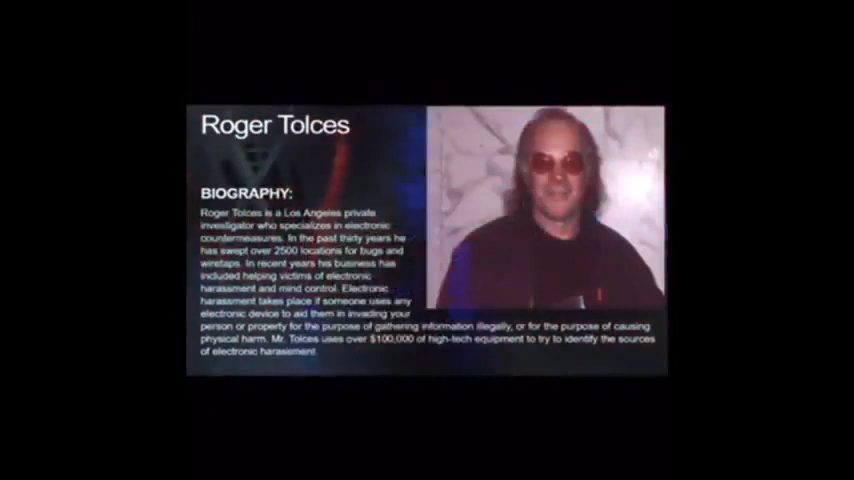 Roger Tolces
BIOGRAPHY:
Roger Tolces is a Los Angeles private
investigator who specializes in electronic
countermeasures. In the past thirty years he
has swept over 2500 locations for bugs and
wiretaps. In recent years his business has
included helping victims of electronic
harassment and mind control. Electronic
harassment takes place if someone uses any
electronic device to aid them in invading your
person or property for the purpose of gathering information illegally, or for the purpose of causing
physical harm. Mr. Tolces uses over $100,000 of high-tech equipment to try to identify the sources
of electronic harassment.